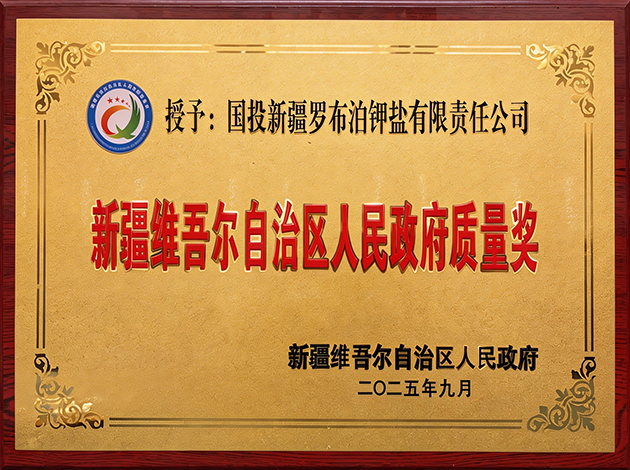 授予：国投新疆罗布泊钾盐有限责任公司
新疆维吾尔自治区人民政府质量奖
新疆维吾尔自治区人民政府
二〇二五年九月